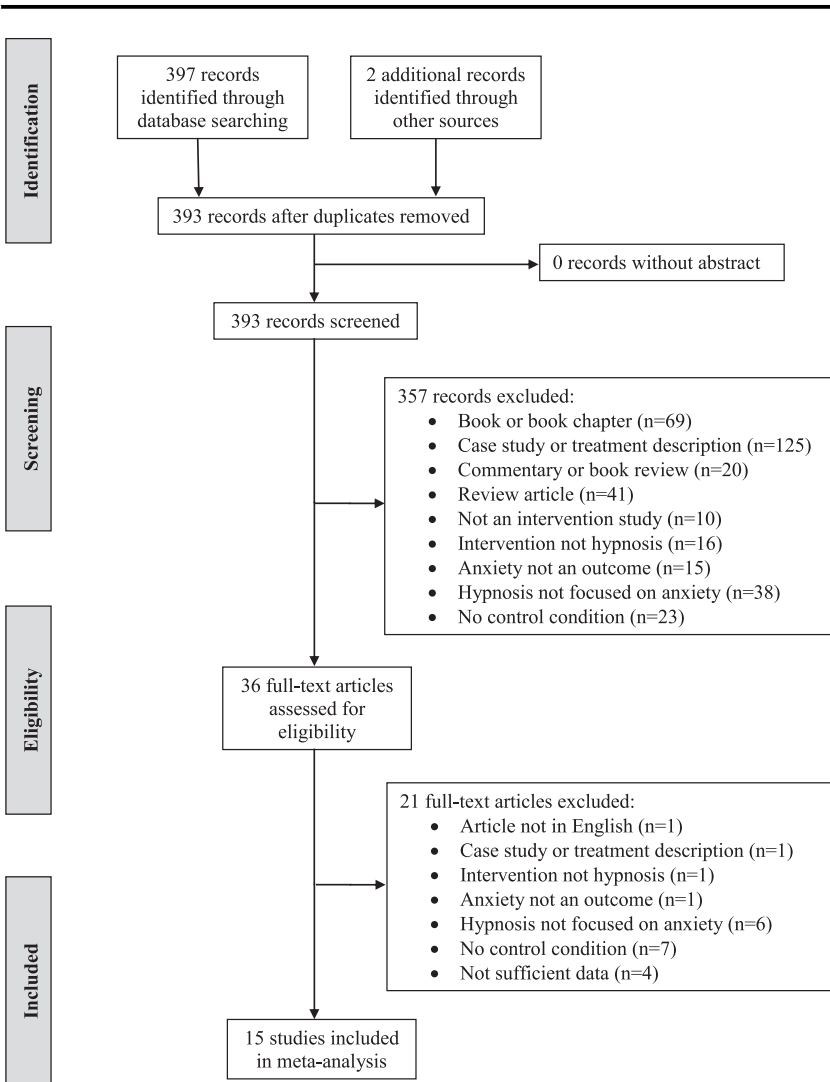 Identification
397 records
identified through
database searching
2 additional records
identified through
other sources
393 records after duplicates removed
0 records without abstract
Screening
393 records screened
357 records excluded:
• Book or book chapter (n=69)
• Case study or treatment description (n=125)
• Commentary or book review (n=20)
• Review article (n=41)
• Not an intervention study (n=10)
• Intervention not hypnosis (n=16)
• Anxiety not an outcome (n=15)
• Hypnosis not focused on anxiety (n=38)
• No control condition (n=23)
Eligibility
36 full-text articles
assessed for
eligibility
21 full-text articles excluded:
• Article not in English (n=1)
• Case study or treatment description (n=1)
• Intervention not hypnosis (n=1)
• Anxiety not an outcome (n=1)
• Hypnosis not focused on anxiety (n=6)
• No control condition (n=7)
• Not sufficient data (n=4)
Included
15 studies included
in meta-analysis